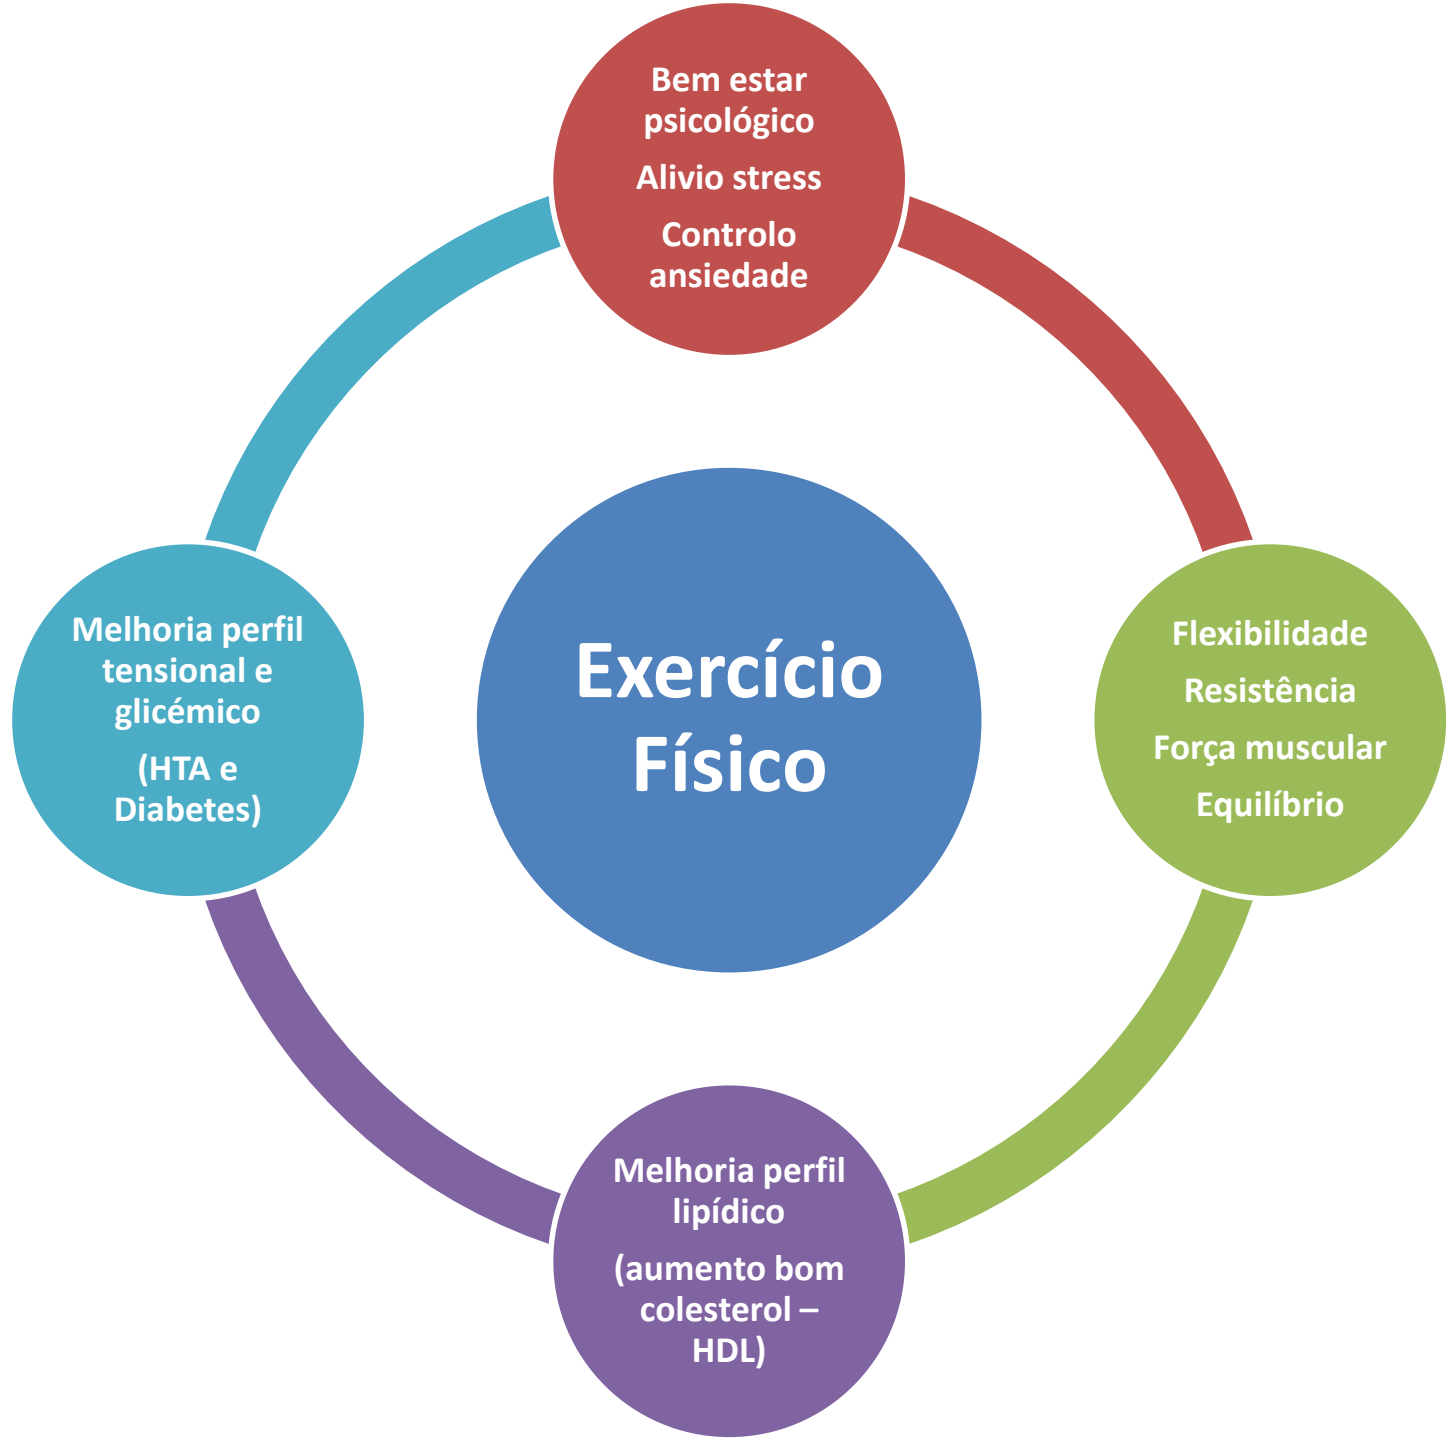 Bem estar
psicológico
Alivio stress
Controlo
ansiedade
Melhoria perfil
tensional e
glicémico
(HTA e
Diabetes)
Exercício
Físico
Flexibilidade
Resistência
Força muscular
Equilíbrio
Melhoria perfil
lipídico
(aumento bom
colesterol –
HDL)